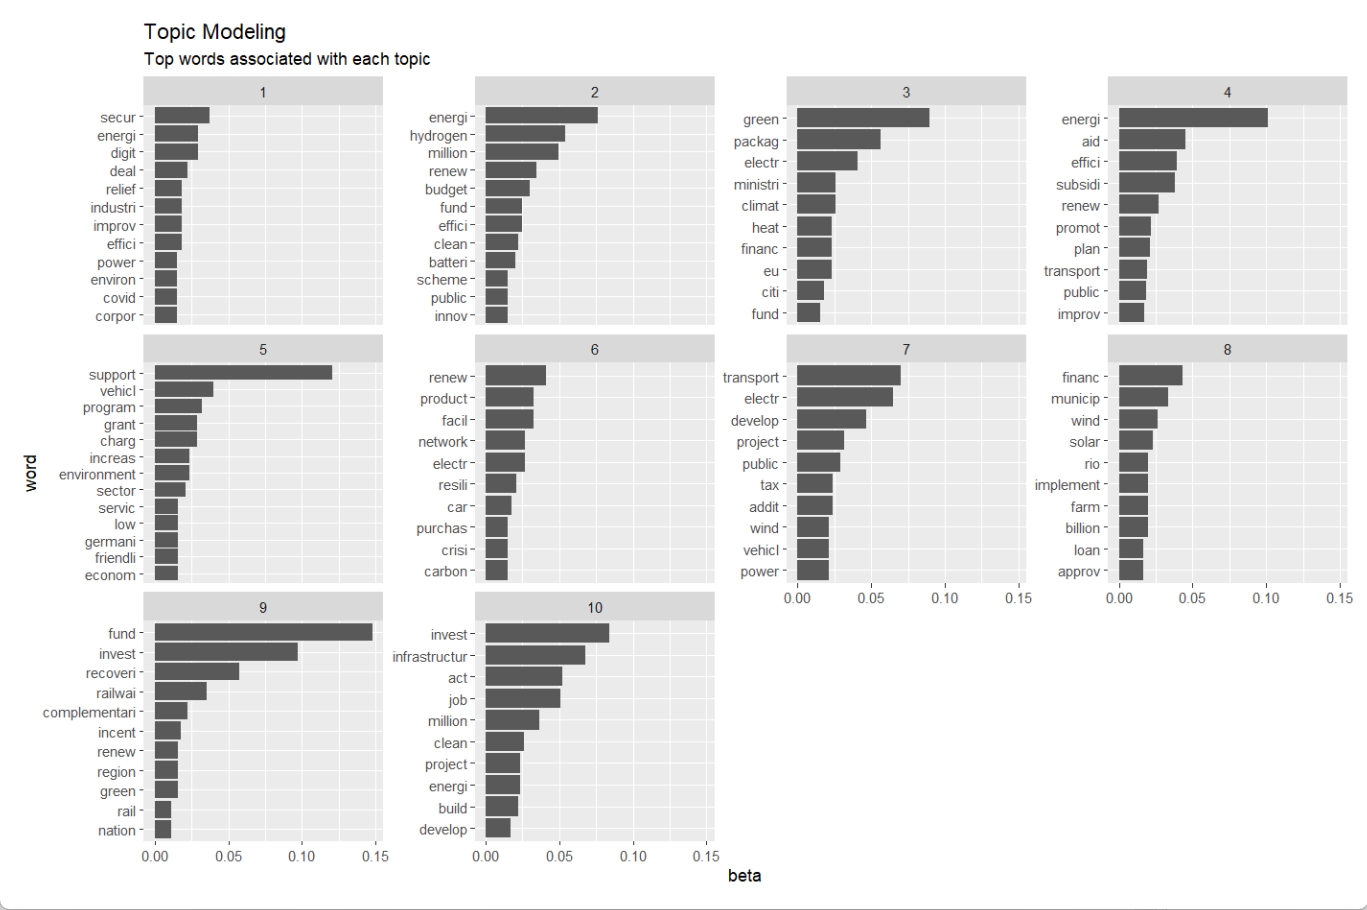 Topic Modeling
Top words associated with each topic
1
secur
energi
digit
deal
relief
industri
improv
effici
power
environ
covid
corpor
2
energi
hydrogen
million
renew
budget
fund
effici
clean
batteri
scheme
public
innov
3
green
packag
electr
ministri
climat
heat
financ
eu
citi
fund
4
energi
aid
effici
subsidi
renew
promot
plan
transport
public
improv
5
support
vehicl
program
grant
charg
increas
environment
sector
servic
low
germani
friendli
econom
6
renew
product
facil
network
electr
resili
car
purchas
crisi
carbon
7
transport
electr
develop
project
public
tax
addit
wind
vehicl
power
0.00 0.05 0.10 0.15
8
financ
municip
wind
solar
rio
implement
farm
billion
loan
approv
0.00 0.05 0.10 0.15
9
fund
invest
recoveri
railwai
complementari
incent
renew
region
green
rail
nation
0.00 0.05 0.10 0.15
10
invest
infrastructur
act
job
million
clean
project
energi
build
develop
0.00 0.05 0.10 0.15
word
beta